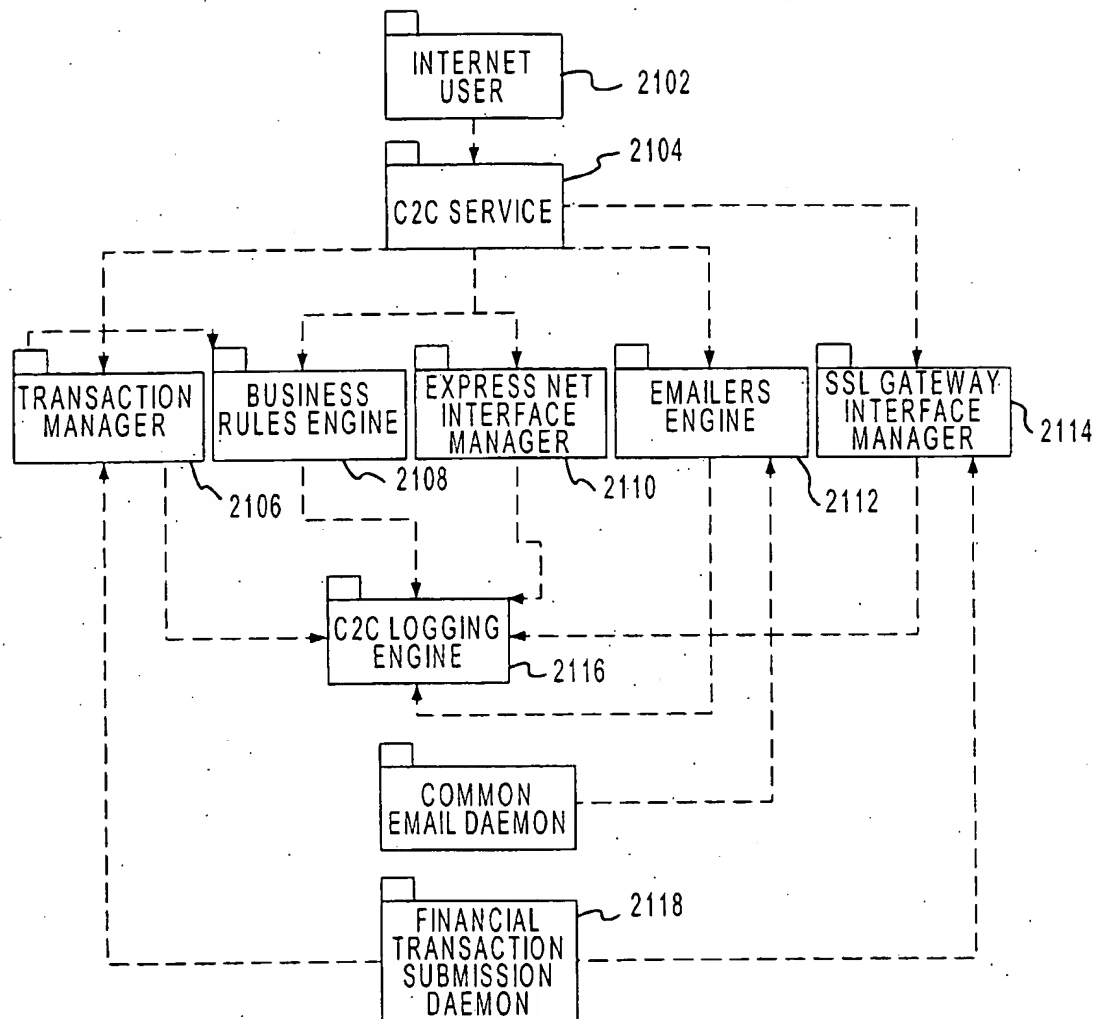 INTERNET
USER
2102
2104
C2C SERVICE
TRANSACTION
MANAGER
2106
BUSINESS
RULES ENGINE
2108
EXPRESS NET
INTERFACE
MANAGER
2110
EMAILERS
ENGINE
2112
SSL GATEWAY
INTERFACE
MANAGER
2114
C2C LOGGING
ENGINE
2116
COMMON
EMAIL DAEMON
2118
FINANCIAL
TRANSACTION
SUBMISSION
DAEMON